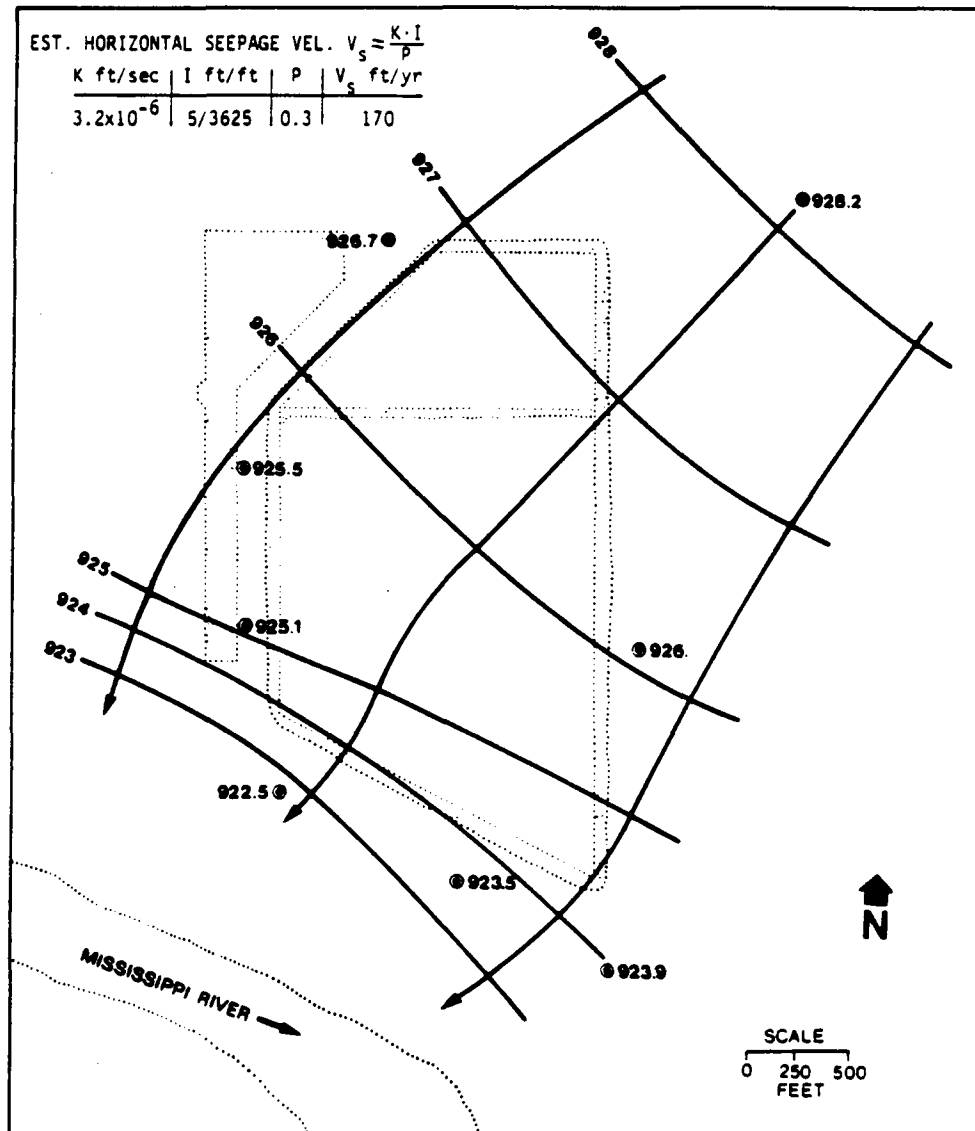 EST. HORIZONTAL SEEPAGE VEL. V_s = K·I/P
K ft/sec | I ft/ft | P | V_s ft/yr
3.2x10^-6 | 5/3625 | 0.3 | 170
928
928.2
927
926.7
926
925.5
925
925.1
924
926.
923
922.5
923.5
923.9
N
MISSISSIPPI RIVER
SCALE
0 250 500
FEET